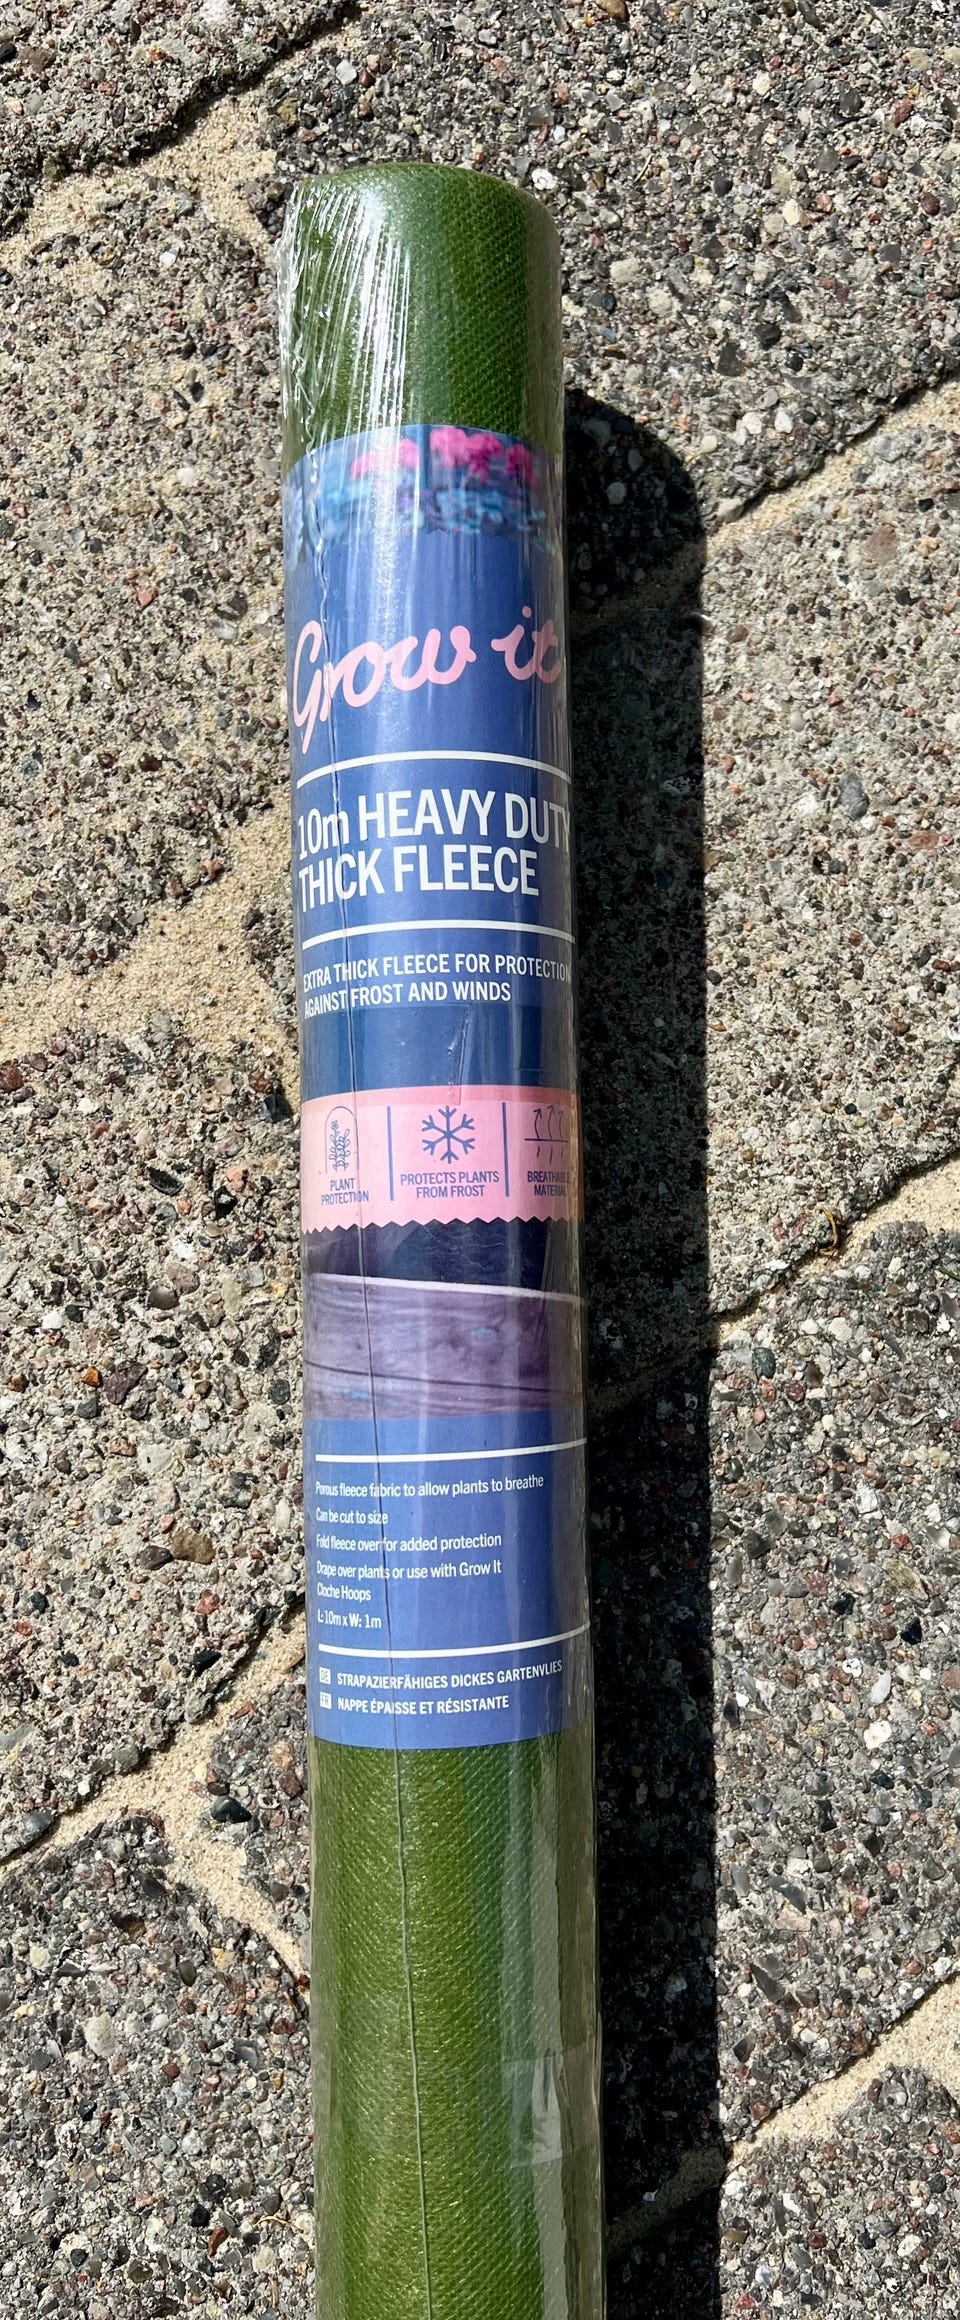 Grow it
10m HEAVY DUTY
THICK FLEECE
EXTRA THICK FLEECE FOR PROTECTION
AGAINST FROST AND WINDS
PLANT
PROTECTION
PROTECTS PLANTS
FROM FROST
BREATHABLE
MATERIAL
Porous fleece fabric to allow plants to breathe
Can be cut to size
Fold fleece over for added protection
Drape over plants or use with Grow It
Cloche Hoops
L: 10m x W: 1m
DE STRAPAZIERFÄHIGES DICKES GARTENVLIES
FR NAPPE ÉPAISSE ET RÉSISTANTE